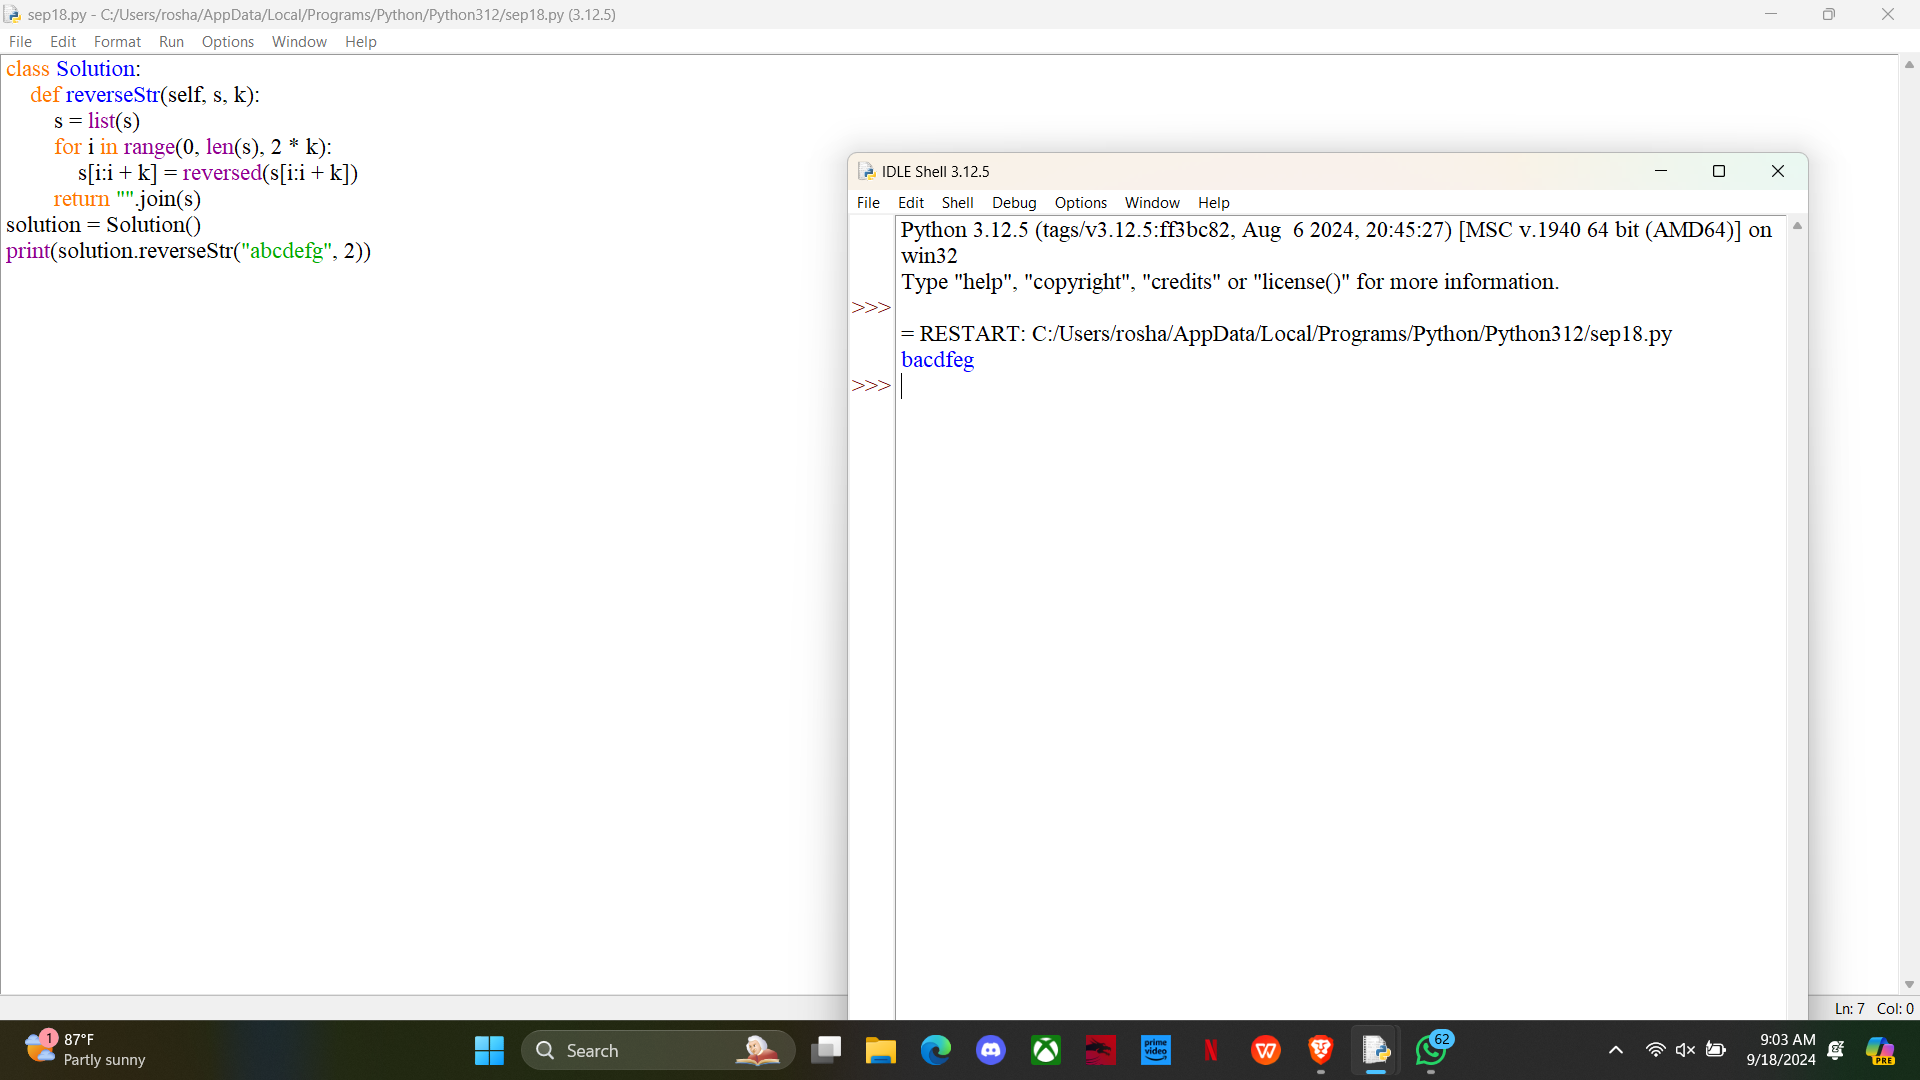 sep18.py - C:/Users/rosha/AppData/Local/Programs/Python/Python312/sep18.py (3.12.5)
File Edit Format Run Options Window Help
class Solution:
    def reverseStr(self, s, k):
        s = list(s)
        for i in range(0, len(s), 2 * k):
            s[i:i + k] = reversed(s[i:i + k])
        return "".join(s)
solution = Solution()
print(solution.reverseStr("abcdefg", 2))
IDLE Shell 3.12.5
File Edit Shell Debug Options Window Help
Python 3.12.5 (tags/v3.12.5:ff3bc82, Aug  6 2024, 20:45:27) [MSC v.1940 64 bit (AMD64)] on
win32
Type "help", "copyright", "credits" or "license()" for more information.
>>>
= RESTART: C:/Users/rosha/AppData/Local/Programs/Python/Python312/sep18.py
bacdfeg
>>>
Ln: 7 Col: 0
1
87°F
Partly sunny
Search
prime video
N
W
62
9:03 AM
9/18/2024
PRE